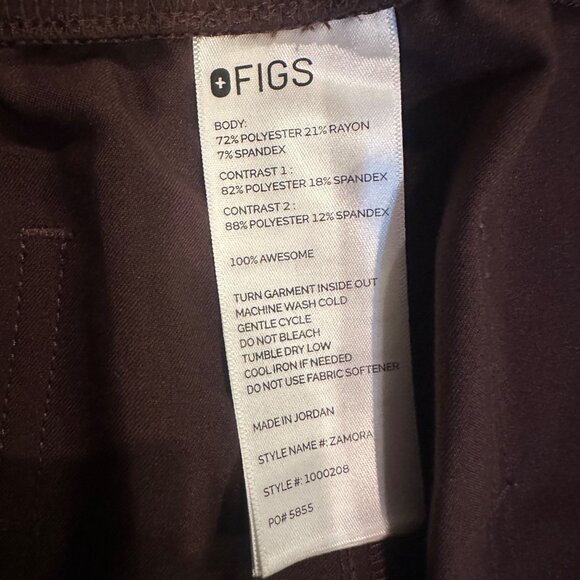 FIGS
BODY:
72% POLYESTER 21% RAYON
7% SPANDEX
CONTRAST 1 :
82% POLYESTER 18% SPANDEX
CONTRAST 2 :
88% POLYESTER 12% SPANDEX
100% AWESOME
TURN GARMENT INSIDE OUT
MACHINE WASH COLD
GENTLE CYCLE
DO NOT BLEACH
TUMBLE DRY LOW
COOL IRON IF NEEDED
DO NOT USE FABRIC SOFTENER
MADE IN JORDAN
STYLE NAME #: ZAMORA
STYLE #: 1000208
PO# 5855